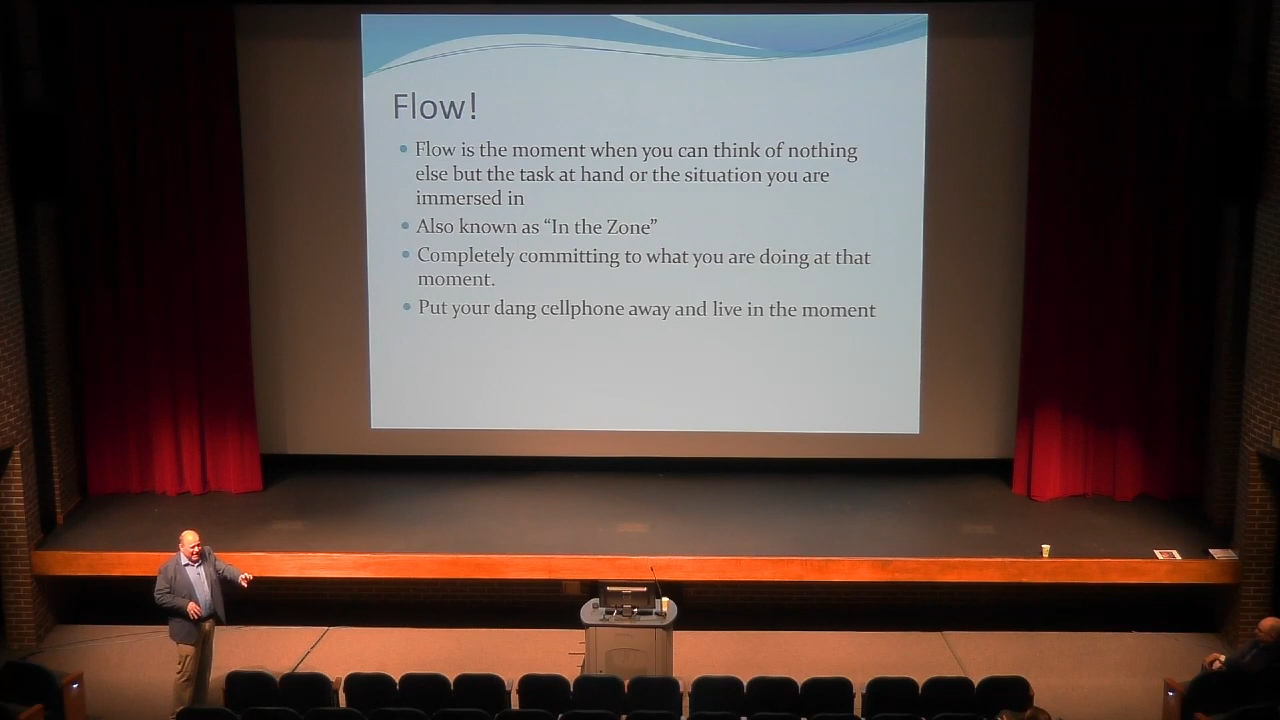 Flow!
Flow is the moment when you can think of nothing
else but the task at hand or the situation you are
immersed in
Also known as “In the Zone”
Completely committing to what you are doing at that
moment.
Put your dang cellphone away and live in the moment